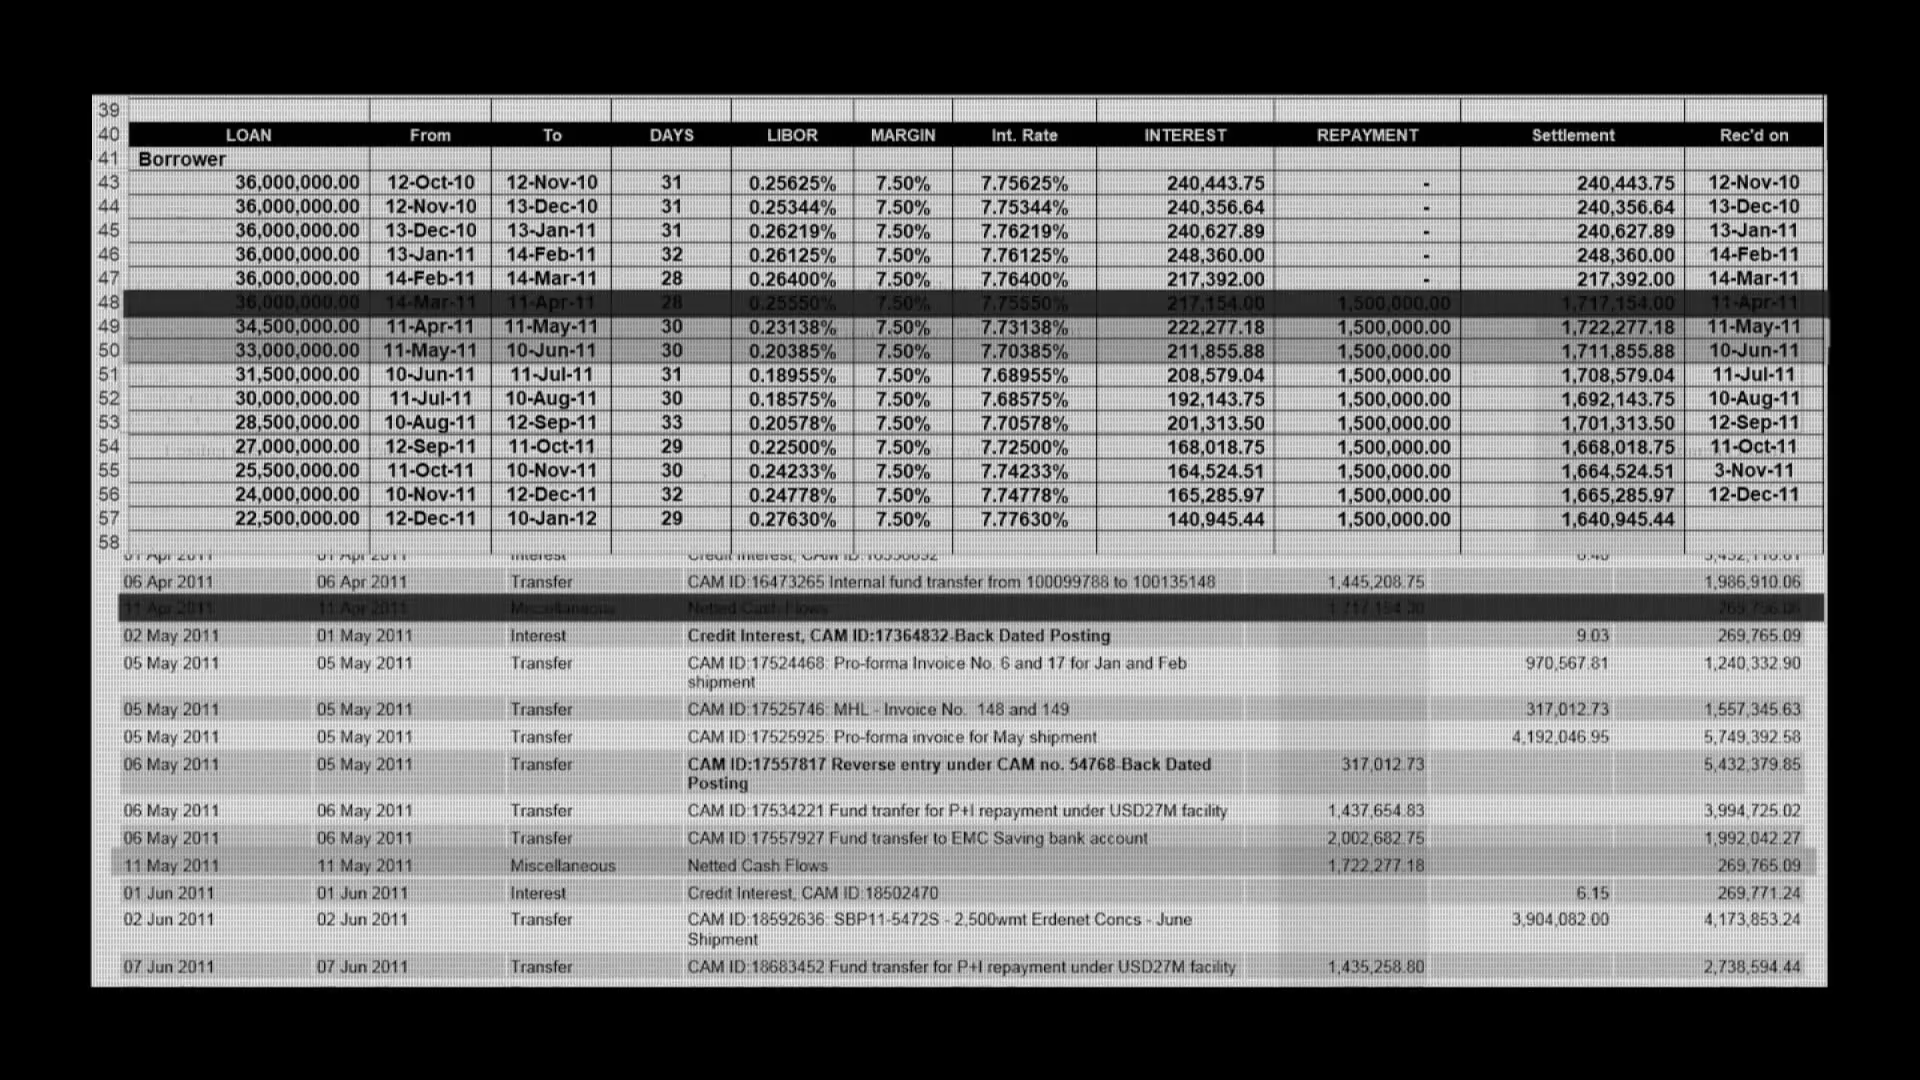 39
40 LOAN From To DAYS LIBOR MARGIN Int. Rate INTEREST REPAYMENT Settlement Rec'd on
41 Borrower
43 36,000,000.00 12-Oct-10 12-Nov-10 31 0.25625% 7.50% 7.75625% 240,443.75 - 240,443.75 12-Nov-10
44 36,000,000.00 12-Nov-10 13-Dec-10 31 0.25344% 7.50% 7.75344% 240,356.64 - 240,356.64 13-Dec-10
45 36,000,000.00 13-Dec-10 13-Jan-11 31 0.26219% 7.50% 7.76219% 240,627.89 - 240,627.89 13-Jan-11
46 36,000,000.00 13-Jan-11 14-Feb-11 32 0.26125% 7.50% 7.76125% 248,360.00 - 248,360.00 14-Feb-11
47 36,000,000.00 14-Feb-11 14-Mar-11 28 0.26400% 7.50% 7.76400% 217,392.00 - 217,392.00 14-Mar-11
48 36,000,000.00 14-Mar-11 11-Apr-11 28 0.25550% 7.50% 7.75550% 217,154.00 1,500,000.00 1,717,154.00 11-Apr-11
49 34,500,000.00 11-Apr-11 11-May-11 30 0.23138% 7.50% 7.73138% 222,277.18 1,500,000.00 1,722,277.18 11-May-11
50 33,000,000.00 11-May-11 10-Jun-11 30 0.20385% 7.50% 7.70385% 211,855.88 1,500,000.00 1,711,855.88 10-Jun-11
51 31,500,000.00 10-Jun-11 11-Jul-11 31 0.18955% 7.50% 7.68955% 208,579.04 1,500,000.00 1,708,579.04 11-Jul-11
52 30,000,000.00 11-Jul-11 10-Aug-11 30 0.18575% 7.50% 7.68575% 192,143.75 1,500,000.00 1,692,143.75 10-Aug-11
53 28,500,000.00 10-Aug-11 12-Sep-11 33 0.20578% 7.50% 7.70578% 201,313.50 1,500,000.00 1,701,313.50 12-Sep-11
54 27,000,000.00 12-Sep-11 11-Oct-11 29 0.22500% 7.50% 7.72500% 168,018.75 1,500,000.00 1,668,018.75 11-Oct-11
55 25,500,000.00 11-Oct-11 10-Nov-11 30 0.24233% 7.50% 7.74233% 164,524.51 1,500,000.00 1,664,524.51 3-Nov-11
56 24,000,000.00 10-Nov-11 12-Dec-11 32 0.24778% 7.50% 7.74778% 165,285.97 1,500,000.00 1,665,285.97 12-Dec-11
57 22,500,000.00 12-Dec-11 10-Jan-12 29 0.27630% 7.50% 7.77630% 140,945.44 1,500,000.00 1,640,945.44
58
01 Apr 2011 01 Apr 2011 Interest Credit Interest, CAM
06 Apr 2011 06 Apr 2011 Transfer CAM ID:16473265 Internal fund transfer from 100099788 to 100135148 1,445,208.75 1,986,910.06
11 Apr 2011 11 Apr 2011 Miscellaneous Netted Cash Flows 1,717,154.00 269,756.06
02 May 2011 01 May 2011 Interest Credit Interest, CAM ID:17364832-Back Dated Posting 9.03 269,765.09
05 May 2011 05 May 2011 Transfer CAM ID:17524468: Pro-forma Invoice No. 6 and 17 for Jan and Feb 970,567.81 1,240,332.90
shipment
05 May 2011 05 May 2011 Transfer CAM ID:17525746: MHL - Invoice No. 148 and 149 317,012.73 1,557,345.63
05 May 2011 05 May 2011 Transfer CAM ID:17525925: Pro-forma invoice for May shipment 4,192,046.95 5,749,392.58
06 May 2011 05 May 2011 Transfer CAM ID:17557817 Reverse entry under CAM no. 54768-Back Dated 317,012.73 5,432,379.85
Posting
06 May 2011 06 May 2011 Transfer CAM ID:17534221 Fund tranfer for P+I repayment under USD27M facility 1,437,654.83 3,994,725.02
06 May 2011 06 May 2011 Transfer CAM ID:17557927 Fund transfer to EMC Saving bank account 2,002,682.75 1,992,042.27
11 May 2011 11 May 2011 Miscellaneous Netted Cash Flows 1,722,277.18 269,765.09
01 Jun 2011 01 Jun 2011 Interest Credit Interest, CAM ID:18502470 6.15 269,771.24
02 Jun 2011 02 Jun 2011 Transfer CAM ID:18592636: SBP11-5472S - 2,500wmt Erdenet Concs - June 3,904,082.00 4,173,853.24
Shipment
07 Jun 2011 07 Jun 2011 Transfer CAM ID:18683452 Fund transfer for P+I repayment under USD27M facility 1,435,258.80 2,738,594.44